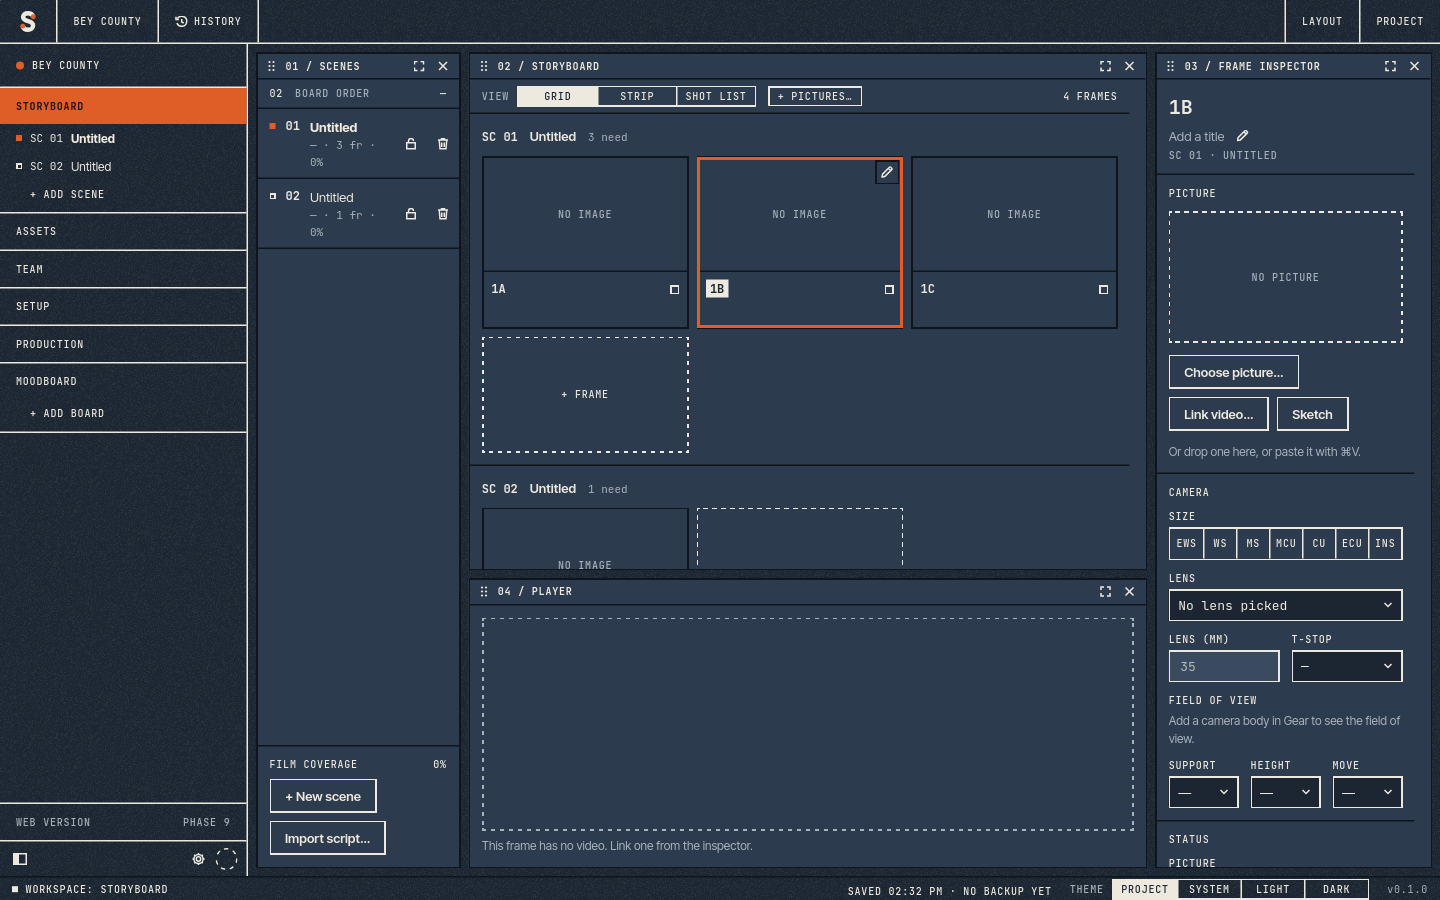 S
BEY COUNTY
HISTORY
LAYOUT
PROJECT
BEY COUNTY
STORYBOARD
SC 01 Untitled
SC 02 Untitled
+ ADD SCENE
ASSETS
TEAM
SETUP
PRODUCTION
MOODBOARD
+ ADD BOARD
WEB VERSION
PHASE 9
01 / SCENES
02 BOARD ORDER —
01 Untitled
— · 3 fr ·
0%
02 Untitled
— · 1 fr ·
0%
FILM COVERAGE 0%
+ New scene
Import script…
02 / STORYBOARD
VIEW GRID STRIP SHOT LIST + PICTURES… 4 FRAMES
SC 01 Untitled 3 need
NO IMAGE
NO IMAGE
NO IMAGE
1A
1B
1C
+ FRAME
SC 02 Untitled 1 need
NO IMAGE
04 / PLAYER
This frame has no video. Link one from the inspector.
03 / FRAME INSPECTOR
1B
Add a title
SC 01 · UNTITLED
PICTURE
NO PICTURE
Choose picture…
Link video… Sketch
Or drop one here, or paste it with ⌘V.
CAMERA
SIZE
EWS WS MS MCU CU ECU INS
LENS
No lens picked
LENS (MM) T-STOP
35 —
FIELD OF VIEW
Add a camera body in Gear to see the field of
view.
SUPPORT HEIGHT MOVE
— — —
STATUS
PICTURE
WORKSPACE: STORYBOARD
SAVED 02:32 PM · NO BACKUP YET
THEME PROJECT SYSTEM LIGHT DARK v0.1.0